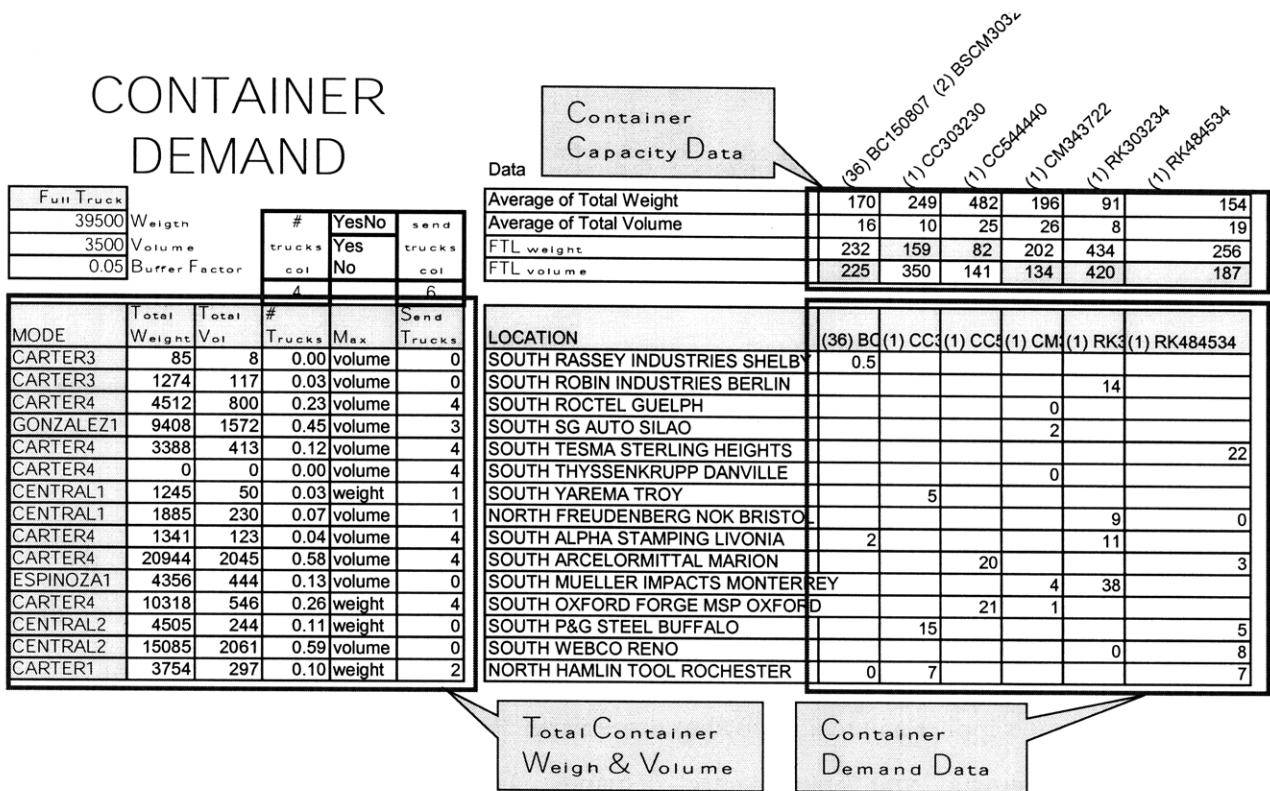 CONTAINER
DEMAND
Container
Capacity Data
(36) BC150807 (2)
(1) CC303230
(1) CC544440
(1) CM343722
(1) RK303234
(1) RK484534
Data
Average of Total Weight 170 249 482 196 91 154
Average of Total Volume 16 10 25 26 8 19
FTL weight 232 159 82 202 434 256
FTL volume 225 350 141 134 420 187
Full Truck
39500 Weigth
3500 Volume
0.05 Buffer Factor
# trucks col YesNo send trucks col
Yes
No
4 6
MODE Total Weight Total Vol # Trucks Max Send Trucks LOCATION (36) BC (1) CC3 (1) CC5 (1) CM (1) RK3 (1) RK484534
CARTER3 85 8 0.00 volume 0 SOUTH RASSEY INDUSTRIES SHELBY 0.5
CARTER3 1274 117 0.03 volume 0 SOUTH ROBIN INDUSTRIES BERLIN 14
CARTER4 4512 800 0.23 volume 4 SOUTH ROCTEL GUELPH 0
GONZALEZ1 9408 1572 0.45 volume 3 SOUTH SG AUTO SILAO 2
CARTER4 3388 413 0.12 volume 4 SOUTH TESMA STERLING HEIGHTS 22
CARTER4 0 0 0.00 volume 4 SOUTH THYSSENKRUPP DANVILLE 0
CENTRAL1 1245 50 0.03 weight 1 SOUTH YAREMA TROY 5
CENTRAL1 1885 230 0.07 volume 1 NORTH FREUDENBERG NOK BRISTOL 9 0
CARTER4 1341 123 0.04 volume 4 SOUTH ALPHA STAMPING LIVONIA 2 11
CARTER4 20944 2045 0.58 volume 4 SOUTH ARCELORMITTAL MARION 20 3
ESPINOZA1 4356 444 0.13 volume 0 SOUTH MUELLER IMPACTS MONTERREY 4 38
CARTER4 10318 546 0.26 weight 4 SOUTH OXFORD FORGE MSP OXFORD 21 1
CENTRAL2 4505 244 0.11 weight 0 SOUTH P&G STEEL BUFFALO 15 5
CENTRAL2 15085 2061 0.59 volume 0 SOUTH WEBCO RENO 0 8
CARTER1 3754 297 0.10 weight 2 NORTH HAMLIN TOOL ROCHESTER 0 7 7
Total Container
Weigh & Volume
Container
Demand Data